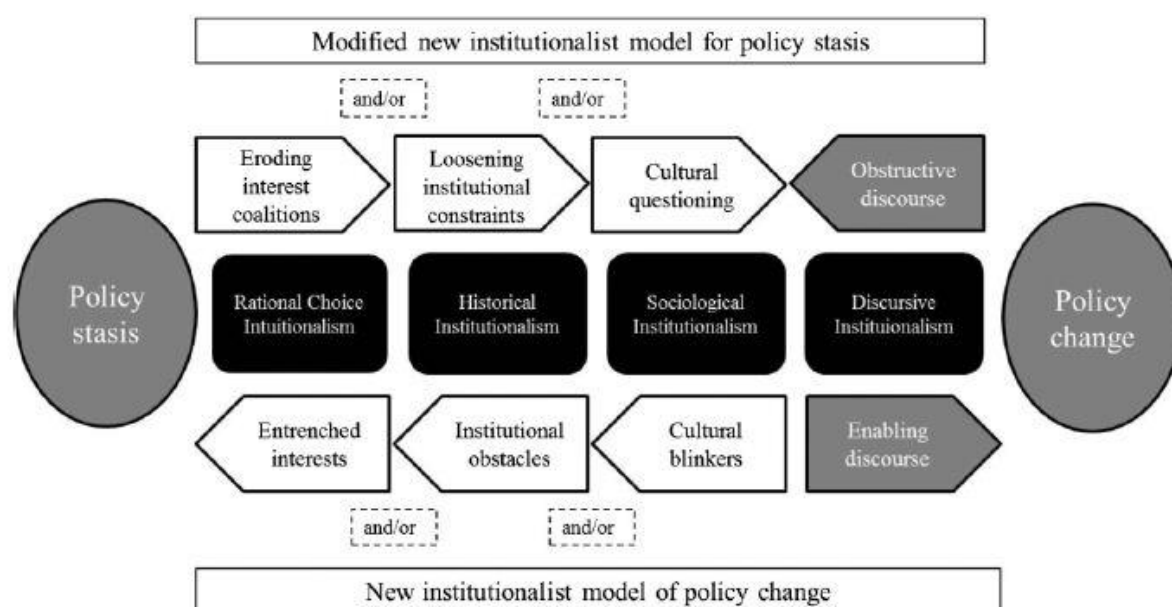 Modified new institutionalist model for policy stasis
and/or
and/or
Eroding
interest
coalitions
Loosening
institutional
constraints
Cultural
questioning
Obstructive
discourse
Policy
stasis
Rational Choice
Intuitionalism
Historical
Institutionalism
Sociological
Institutionalism
Discursive
Instituionalism
Policy
change
Entrenched
interests
Institutional
obstacles
Cultural
blinkers
Enabling
discourse
and/or
and/or
New institutionalist model of policy change